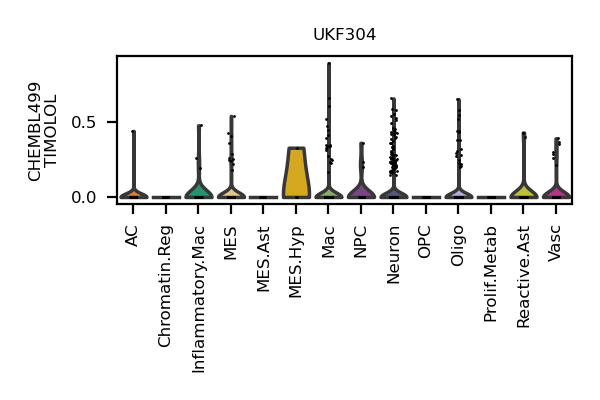 UKF304
CHEMBL499
TIMOLOL
0.5
0.0
AC
Chromatin.Reg
Inflammatory.Mac
MES
MES.Ast
MES.Hyp
Mac
NPC
Neuron
OPC
Oligo
Prolif.Metab
Reactive.Ast
Vasc